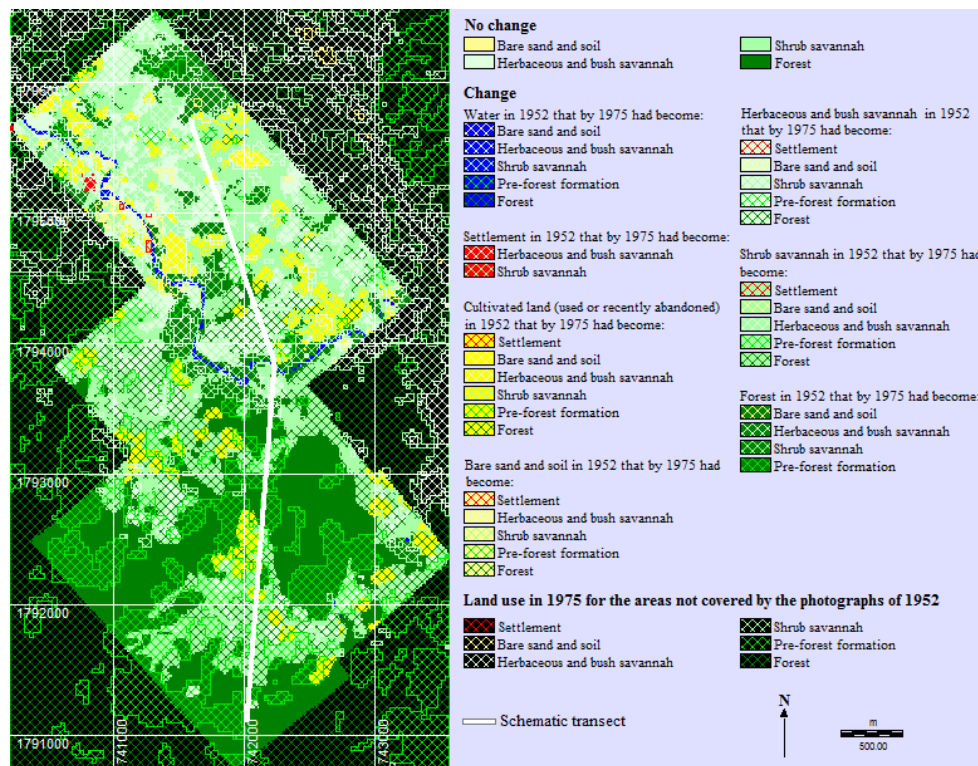 No change
Bare sand and soil
Herbaceous and bush savannah
Shrub savannah
Forest
Change
Water in 1952 that by 1975 had become:
Bare sand and soil
Herbaceous and bush savannah
Shrub savannah
Pre-forest formation
Forest
Settlement in 1952 that by 1975 had become:
Herbaceous and bush savannah
Shrub savannah
Cultivated land (used or recently abandoned)
in 1952 that by 1975 had become:
Settlement
Bare sand and soil
Herbaceous and bush savannah
Shrub savannah
Pre-forest formation
Forest
Bare sand and soil in 1952 that by 1975 had
become:
Settlement
Herbaceous and bush savannah
Shrub savannah
Pre-forest formation
Forest
Herbaceous and bush savannah in 1952
that by 1975 had become:
Settlement
Bare sand and soil
Shrub savannah
Pre-forest formation
Forest
Shrub savannah in 1952 that by 1975 had
become:
Settlement
Bare sand and soil
Herbaceous and bush savannah
Pre-forest formation
Forest
Forest in 1952 that by 1975 had become:
Bare sand and soil
Herbaceous and bush savannah
Shrub savannah
Pre-forest formation
Land use in 1975 for the areas not covered by the photographs of 1952
Settlement
Bare sand and soil
Herbaceous and bush savannah
Shrub savannah
Pre-forest formation
Forest
Schematic transect
N
m
500.00
1794000
1793000
1792000
1791000
741000
742000
743000